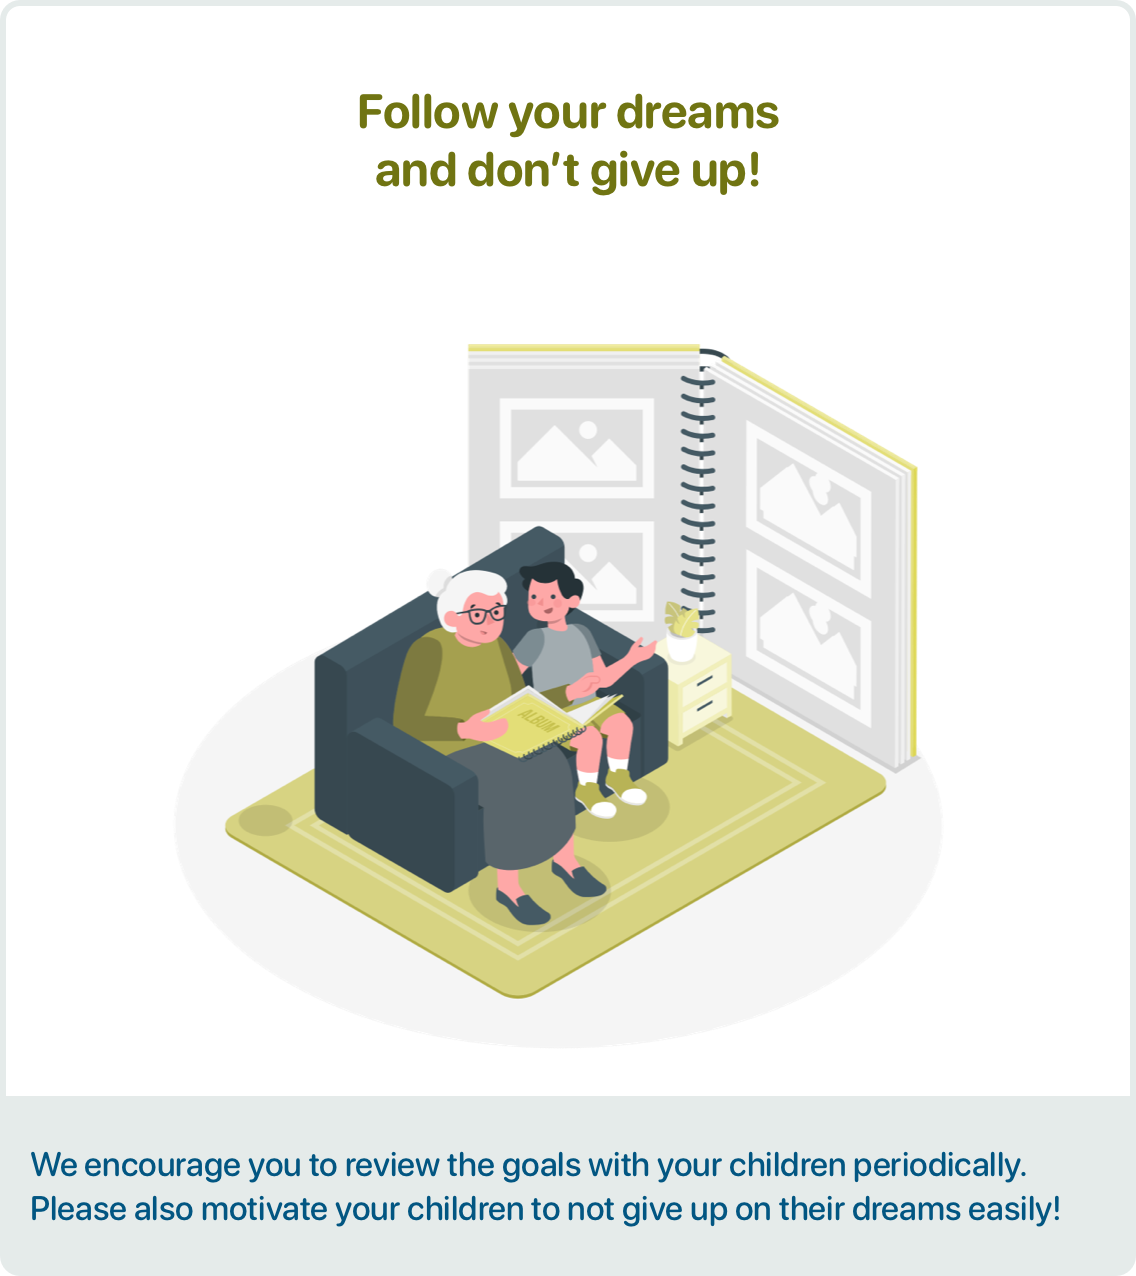 Follow your dreams
and don't give up!
ALBUM
We encourage you to review the goals with your children periodically.
Please also motivate your children to not give up on their dreams easily!